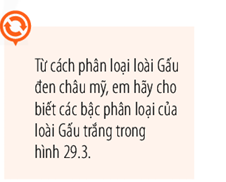 Từ cách phân loại loài Gấu
đen châu mỹ, em hãy cho
biết các bậc phân loại của
loài Gấu trắng trong
hình 29.3.